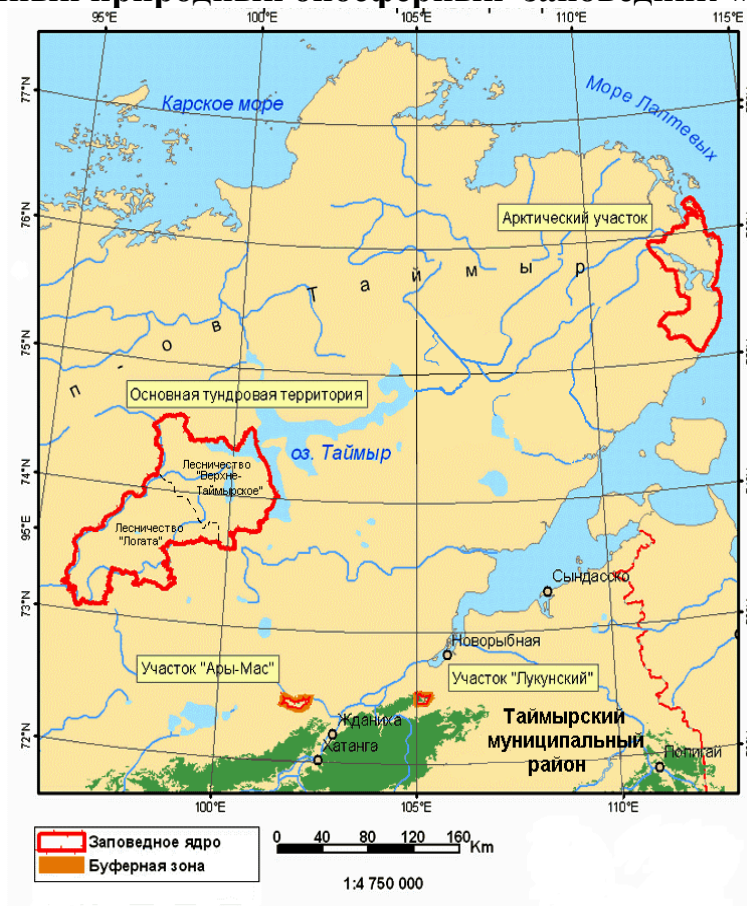 природный биосферный заповедник
95°E 100°E 105°E 110°E 115°E
77°N
Карское море
Море Лаптевых
76°N
Арктический участок
п - о в Т а й м ы р
75°N
Основная тундровая территория
оз. Таймыр
Лесничество
"Верхне-
Таймырское"
74°N
Лесничество
"Логата"
95°E
Сындасско
73°N
Новорыбная
Участок "Ары-Мас"
Участок "Лукунский"
Жданиха
Таймырский
муниципальный
район
72°N
Хатанга
Попигай
100°E 105°E 110°E
Заповедное ядро
Буферная зона
0 40 80 120 160 Km
1:4 750 000